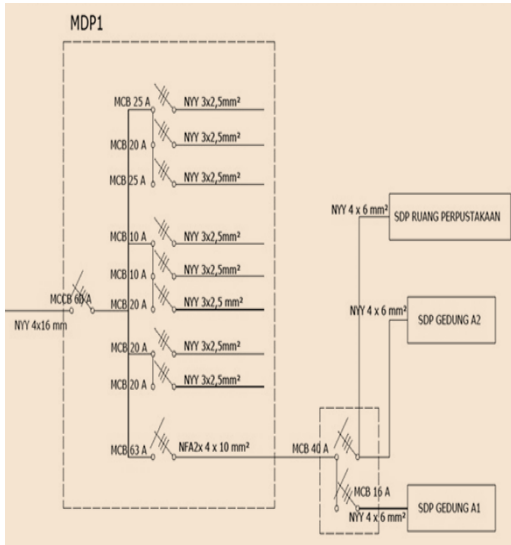 MDP1
MCB 25 A
NYY 3x2,5mm²
MCB 20 A
NYY 3x2,5mm²
MCB 25 A
NYY 3x2,5mm²
NYY 4 x 6 mm²
SDP RUANG PERPUSTAKAAN
MCB 10 A
NYY 3x2,5mm²
MCB 10 A
NYY 3x2,5mm²
MCCB 60 A
MCB 20 A
NYY 3x2,5 mm²
NYY 4 x 6 mm²
SDP GEDUNG A2
NYY 4x16 mm
MCB 20 A
NYY 3x2,5mm²
MCB 20 A
NYY 3x2,5mm²
MCB 63 A
NFA2x 4 x 10 mm²
MCB 40 A
MCB 16 A
NYY 4 x 6 mm²
SDP GEDUNG A1